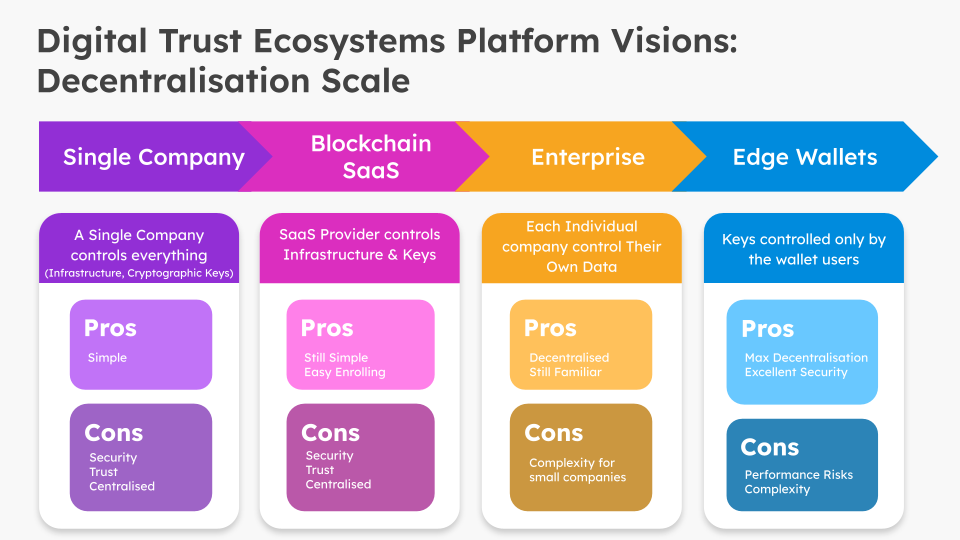 Digital Trust Ecosystems Platform Visions:
Decentralisation Scale
Single Company
Blockchain
SaaS
Enterprise
Edge Wallets
A Single Company
controls everything
(Infrastructure, Cryptographic Keys)
Pros
Simple
Cons
Security
Trust
Centralised
SaaS Provider controls
Infrastructure & Keys
Pros
Still Simple
Easy Enrolling
Cons
Security
Trust
Centralised
Each Individual
company control Their
Own Data
Pros
Decentralised
Still Familiar
Cons
Complexity for
small companies
Keys controlled only by
the wallet users
Pros
Max Decentralisation
Excellent Security
Cons
Performance Risks
Complexity